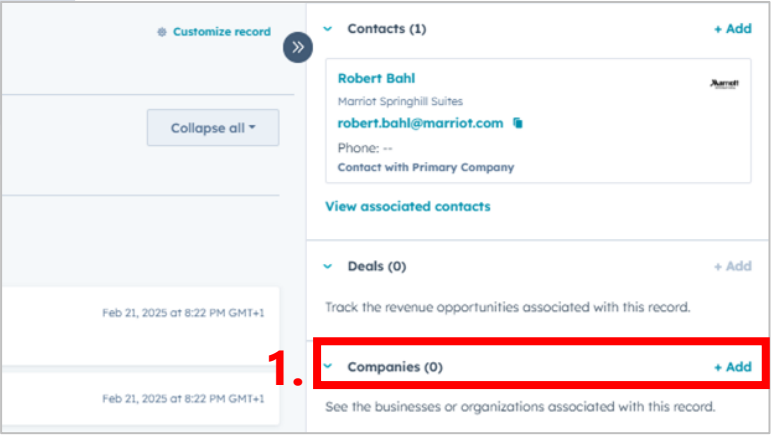 Customize record
Collapse all
Feb 21, 2025 at 8:22 PM GMT+1
Feb 21, 2025 at 8:22 PM GMT+1
Contacts (1)
+ Add
Robert Bahl
Marriott
Marriot Springhill Suites
robert.bahl@marriot.com
Phone: --
Contact with Primary Company
View associated contacts
Deals (0)
+ Add
Track the revenue opportunities associated with this record.
1.
Companies (0)
+ Add
See the businesses or organizations associated with this record.